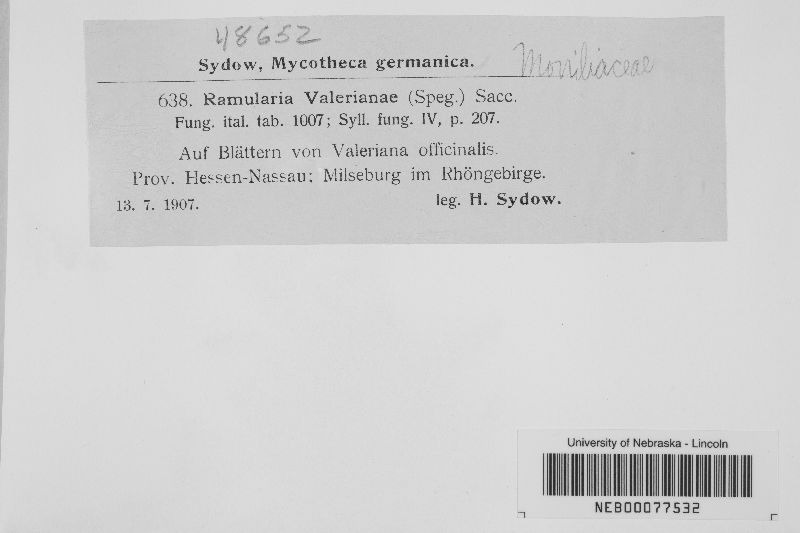 48652
Sydow, Mycotheca germanica.
Moniliaceae
638. Ramularia Valerianae (Speg.) Sacc.
Fung. ital. tab. 1007; Syll. fung. IV, p. 207.
Auf Blättern von Valeriana officinalis.
Prov. Hessen-Nassau: Milseburg im Rhöngebirge.
13. 7. 1907. leg. H. Sydow.
University of Nebraska - Lincoln
NEB00077532